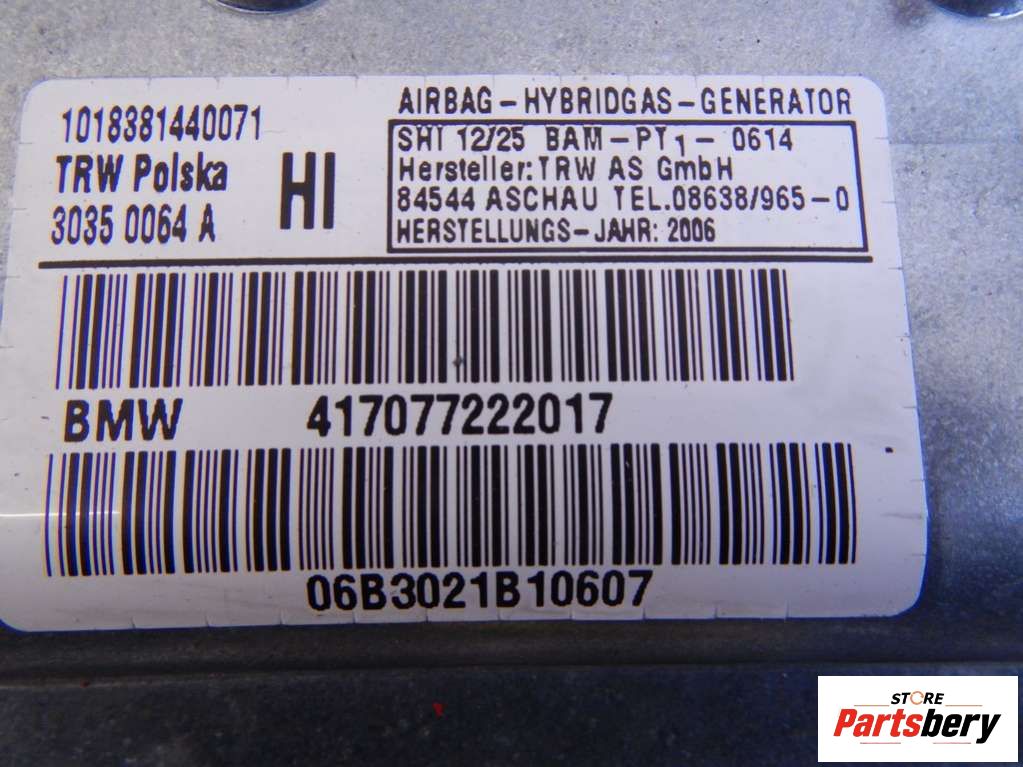 1018381440071
TRW Polska
3035 0064 A
HI
AIRBAG-HYBRIDGAS-GENERATOR
SHI 12/25 BAM-PT1-0614
Hersteller: TRW AS GmbH
84544 ASCHAU TEL.08638/965-0
HERSTELLUNGS-JAHR: 2006
BMW 417077222017
06B3021B10607
STORE
Partsbery